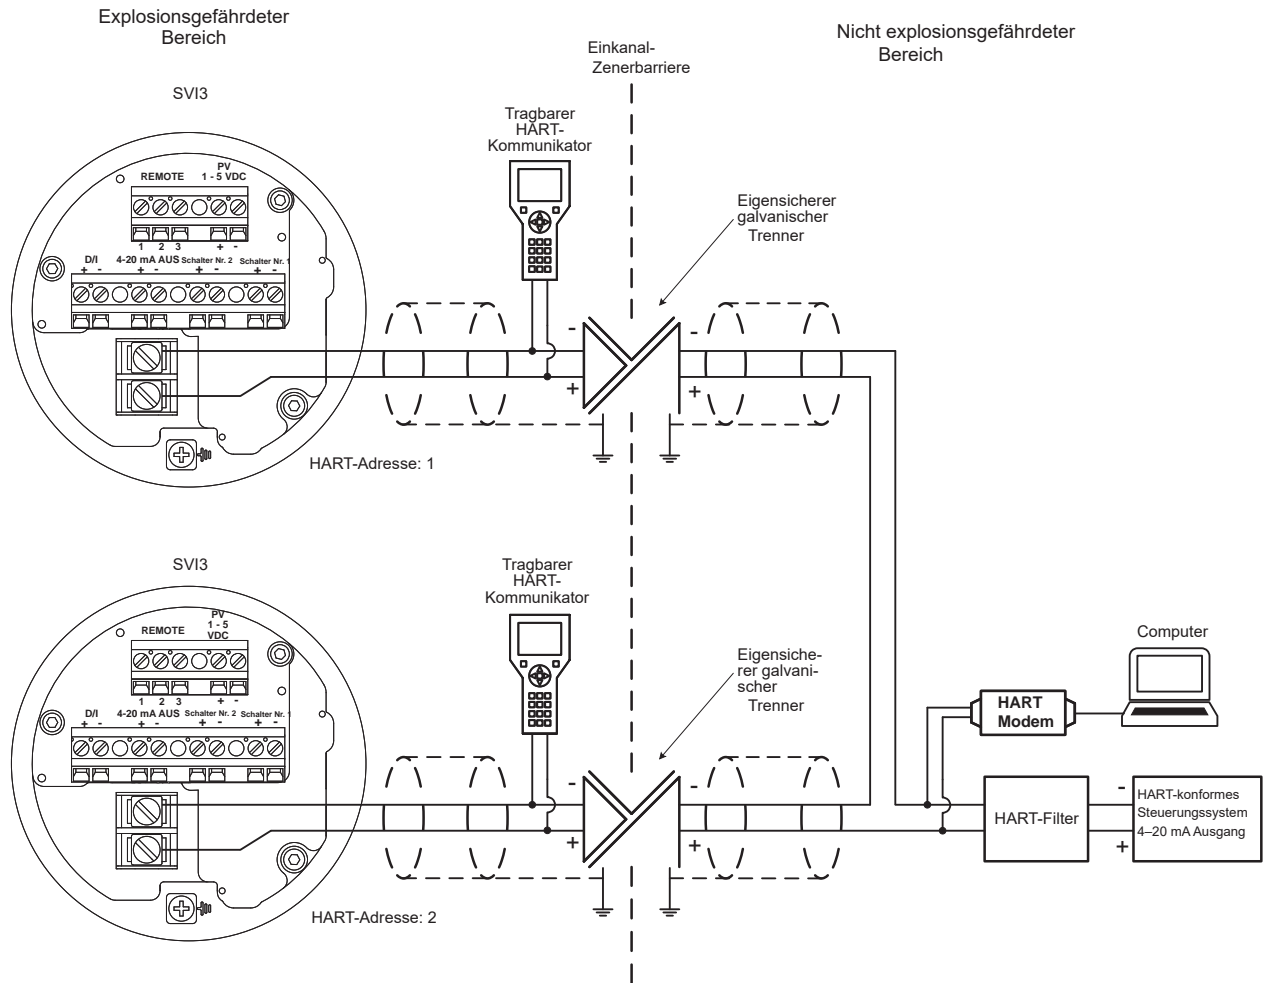 Explosionsgefährdeter
Bereich
Nicht explosionsgefährdeter
Bereich
Einkanal-
Zenerbarriere
SVI3
Tragbarer
HART-
Kommunikator
PV
REMOTE 1 - 5 VDC
1 2 3 + -
D/I 4-20 mA AUS Schalter Nr. 2 Schalter Nr. 1
+ - + - + - + -
Eigensicherer
galvanischer
Trenner
- -
+ +
HART-Adresse: 1
SVI3
Tragbarer
HART-
Kommunikator
PV
1 - 5
REMOTE VDC
1 2 3 + -
D/I 4-20 mA AUS Schalter Nr. 2 Schalter Nr. 1
+ - + - + - + -
Eigensiche-
rer galvani-
scher
Trenner
- -
+ +
HART-Adresse: 2
Computer
HART
Modem
HART-Filter
-
+
HART-konformes
Steuerungssystem
4–20 mA Ausgang